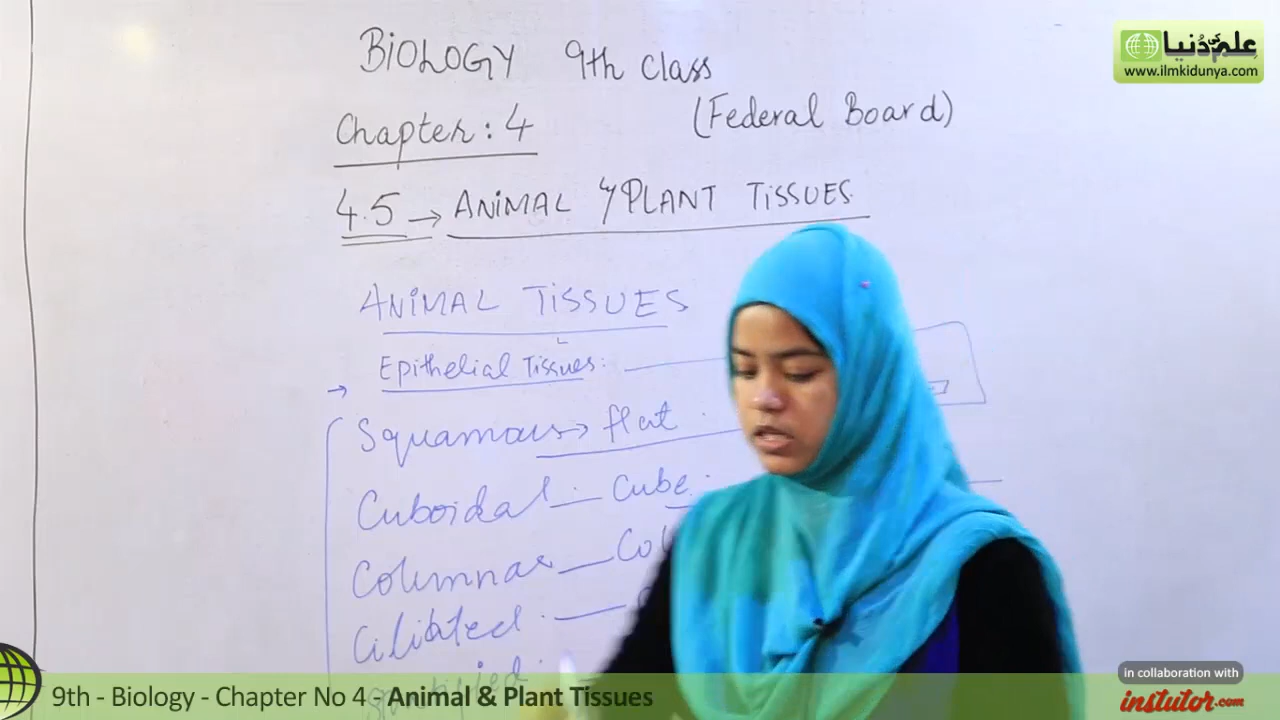 BIOLOGY 9th Class
(Federal Board)
Chapter: 4
4.5 → ANIMAL & PLANT TISSUES
ANIMAL TISSUES
→ Epithelial Tissues:
Squamous → flat
Cuboidal — Cube
Columnar — Col
Ciliated —
علم کی دُنیا
www.ilmkidunya.com
9th - Biology - Chapter No 4 - Animal & Plant Tissues
in collaboration with
instutor.com